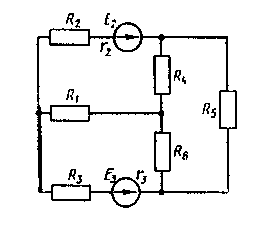 R₂ E₂
r₂
R₄
R₁
R₅
R₆
R₃ E₃ r₃